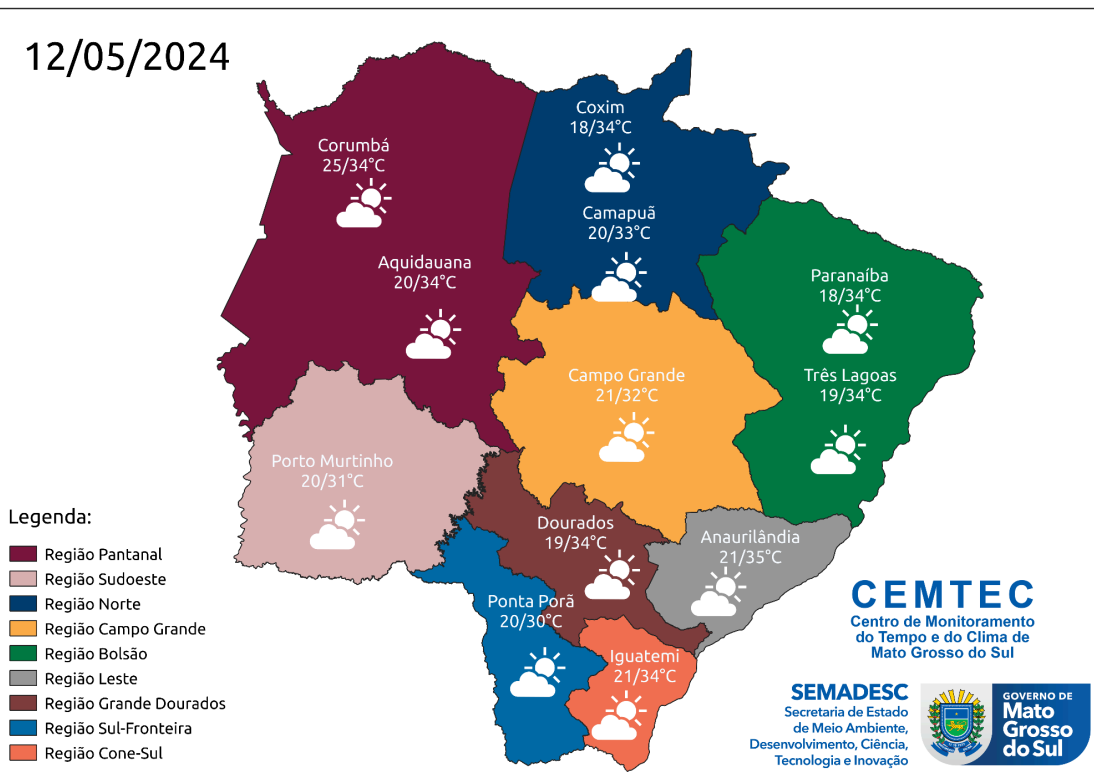 12/05/2024
Coxim
18/34°C
Corumbá
25/34°C
Camapuã
20/33°C
Aquidauana
20/34°C
Paranaíba
18/34°C
Campo Grande
21/32°C
Três Lagoas
19/34°C
Porto Murtinho
20/31°C
Dourados
19/34°C
Anaurilândia
21/35°C
Ponta Porã
20/30°C
Iguatemi
21/34°C
Legenda:
Região Pantanal
Região Sudoeste
Região Norte
Região Campo Grande
Região Bolsão
Região Leste
Região Grande Dourados
Região Sul-Fronteira
Região Cone-Sul
CEMTEC
Centro de Monitoramento
do Tempo e do Clima de
Mato Grosso do Sul
SEMADESC
Secretaria de Estado
de Meio Ambiente,
Desenvolvimento, Ciência,
Tecnologia e Inovação
GOVERNO DE
Mato
Grosso
do Sul